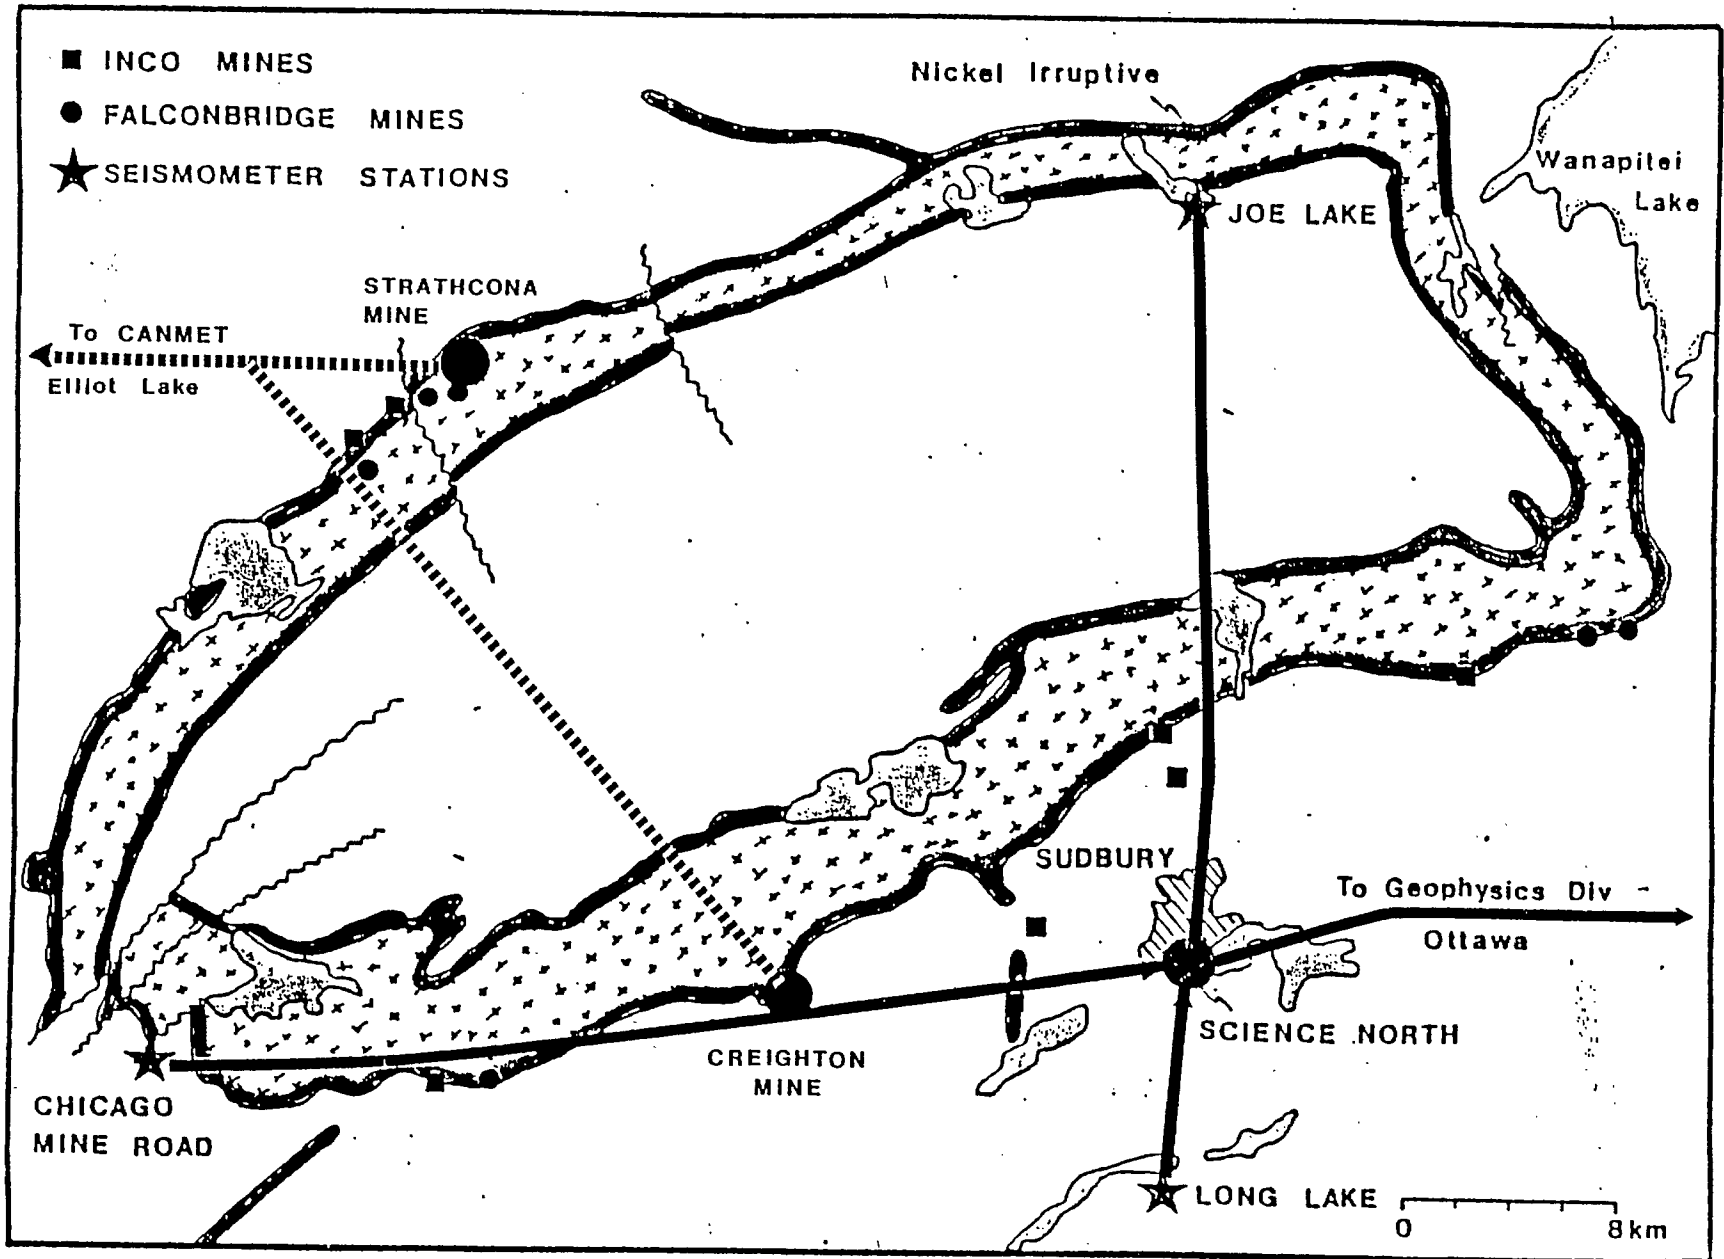 INCO MINES
FALCONBRIDGE MINES
SEISMOMETER STATIONS
Nickel Irruptive
Wanapitei
Lake
JOE LAKE
STRATHCONA
MINE
To CANMET
Elliot Lake
SUDBURY
To Geophysics Div
Ottawa
SCIENCE NORTH
CREIGHTON
MINE
CHICAGO
MINE ROAD
LONG LAKE
0 8km